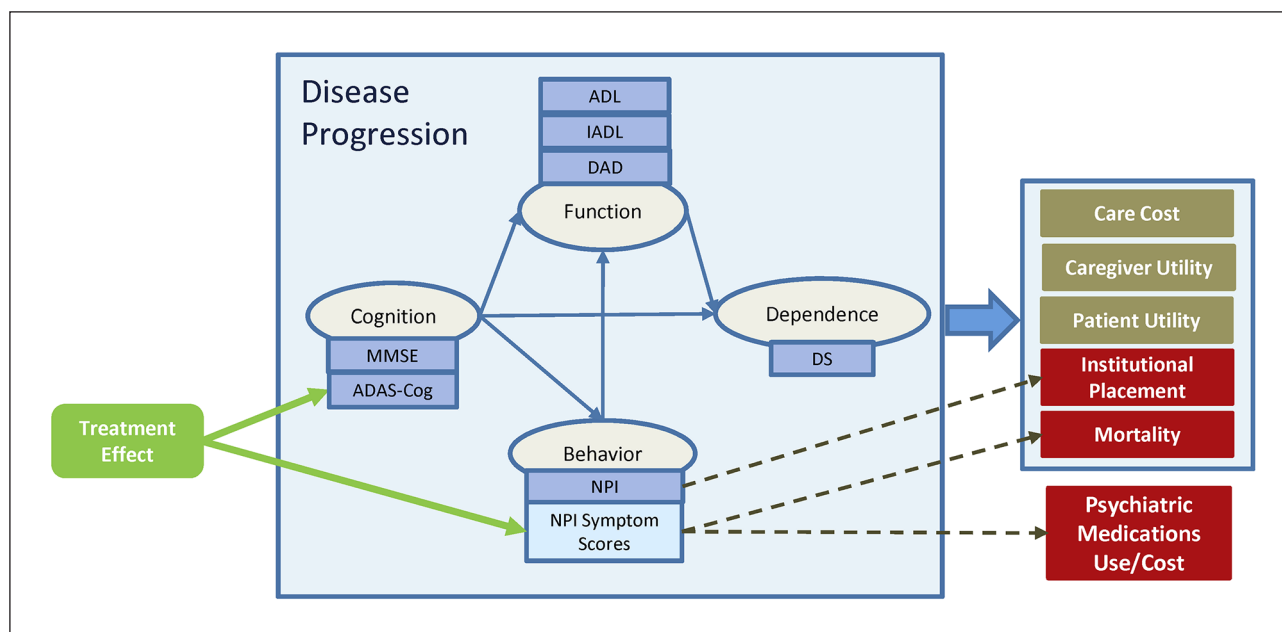 Disease
Progression
ADL
IADL
DAD
Function
Cognition
MMSE
ADAS-Cog
Dependence
DS
Behavior
NPI
NPI Symptom
Scores
Treatment
Effect
Care Cost
Caregiver Utility
Patient Utility
Institutional
Placement
Mortality
Psychiatric
Medications
Use/Cost